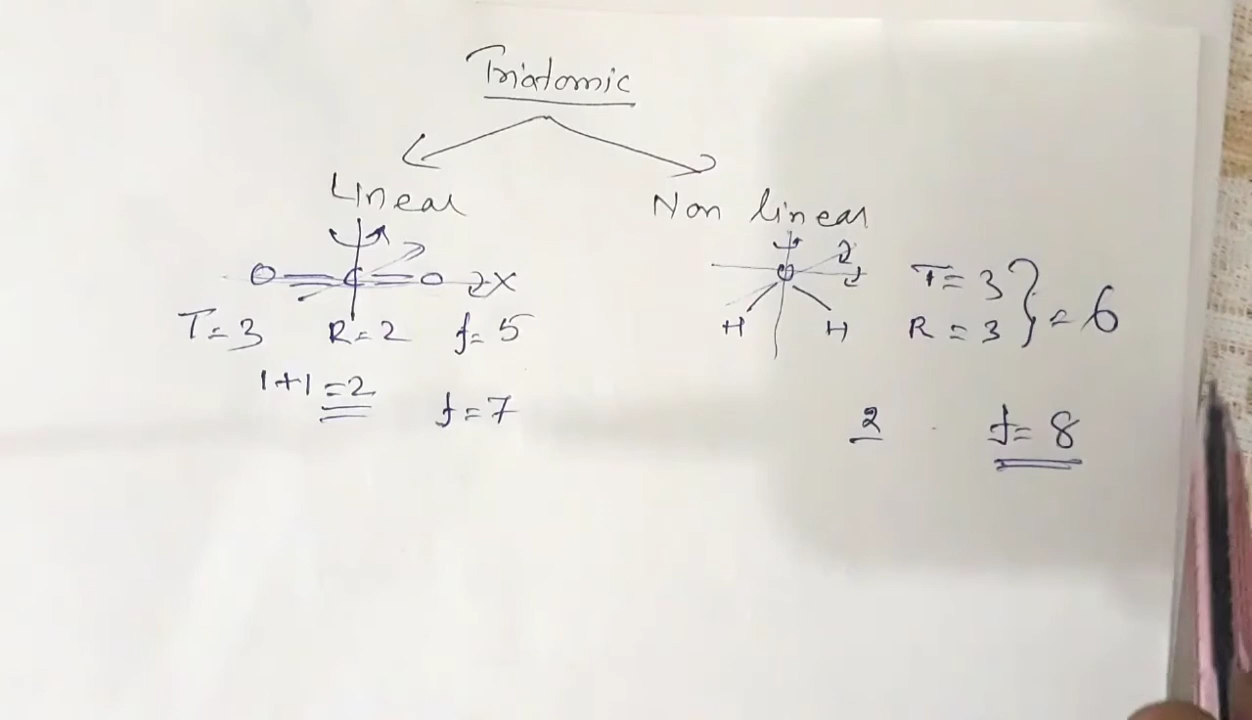 Triatomic
Linear
Non linear
O = C = O X
T = 3 R = 2 f = 5
1+1 = 2 f = 7
O
H H
T = 3
R = 3
} = 6
2 f = 8